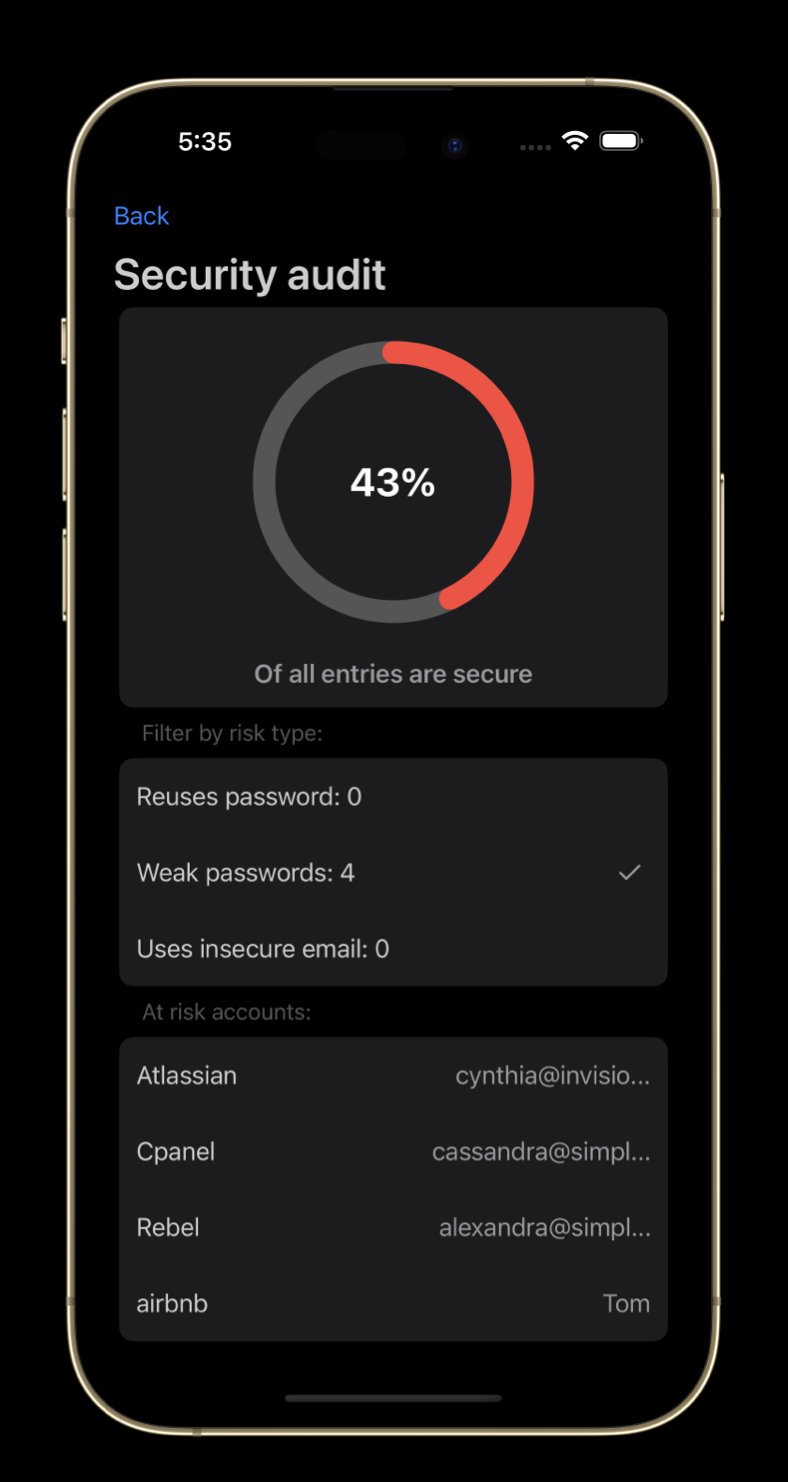 5:35
Back
Security audit
43%
Of all entries are secure
Filter by risk type:
Reuses password: 0
Weak passwords: 4
Uses insecure email: 0
At risk accounts:
Atlassian cynthia@invisio...
Cpanel cassandra@simpl...
Rebel alexandra@simpl...
airbnb Tom